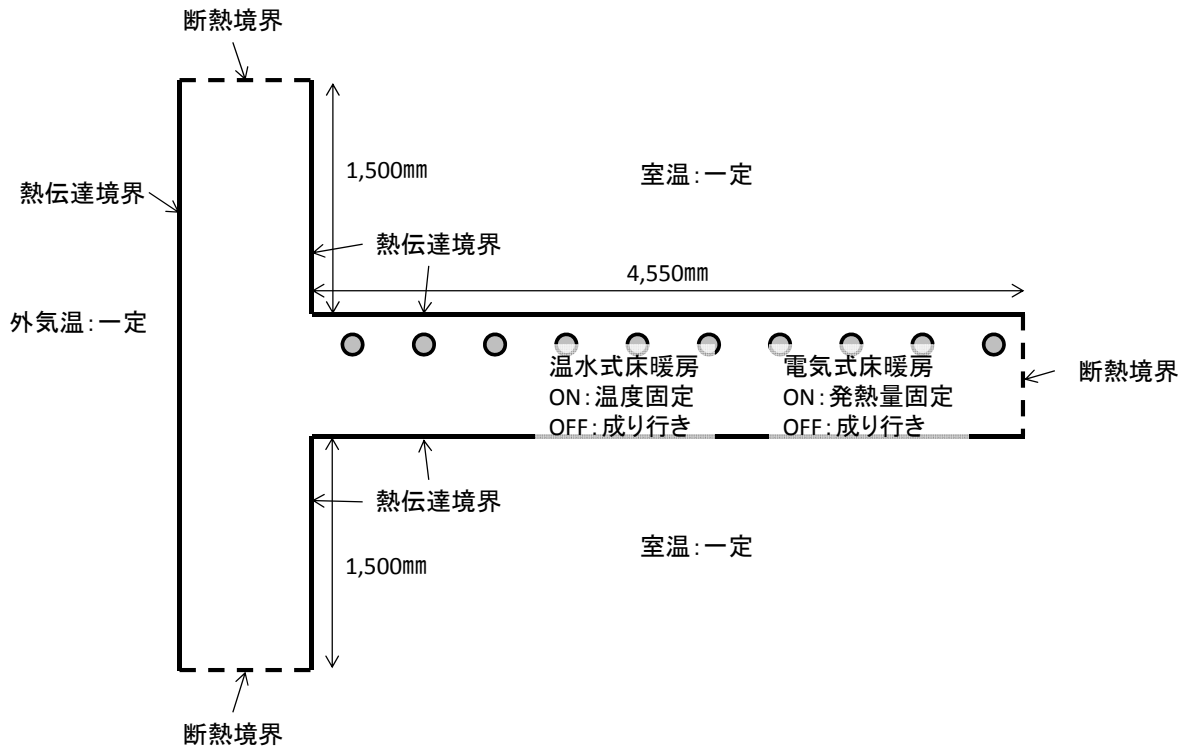 断熱境界
1,500㎜
室温:一定
熱伝達境界
熱伝達境界
4,550㎜
外気温:一定
温水式床暖房
ON:温度固定
OFF:成り行き
電気式床暖房
ON:発熱量固定
OFF:成り行き
断熱境界
熱伝達境界
室温:一定
1,500㎜
断熱境界